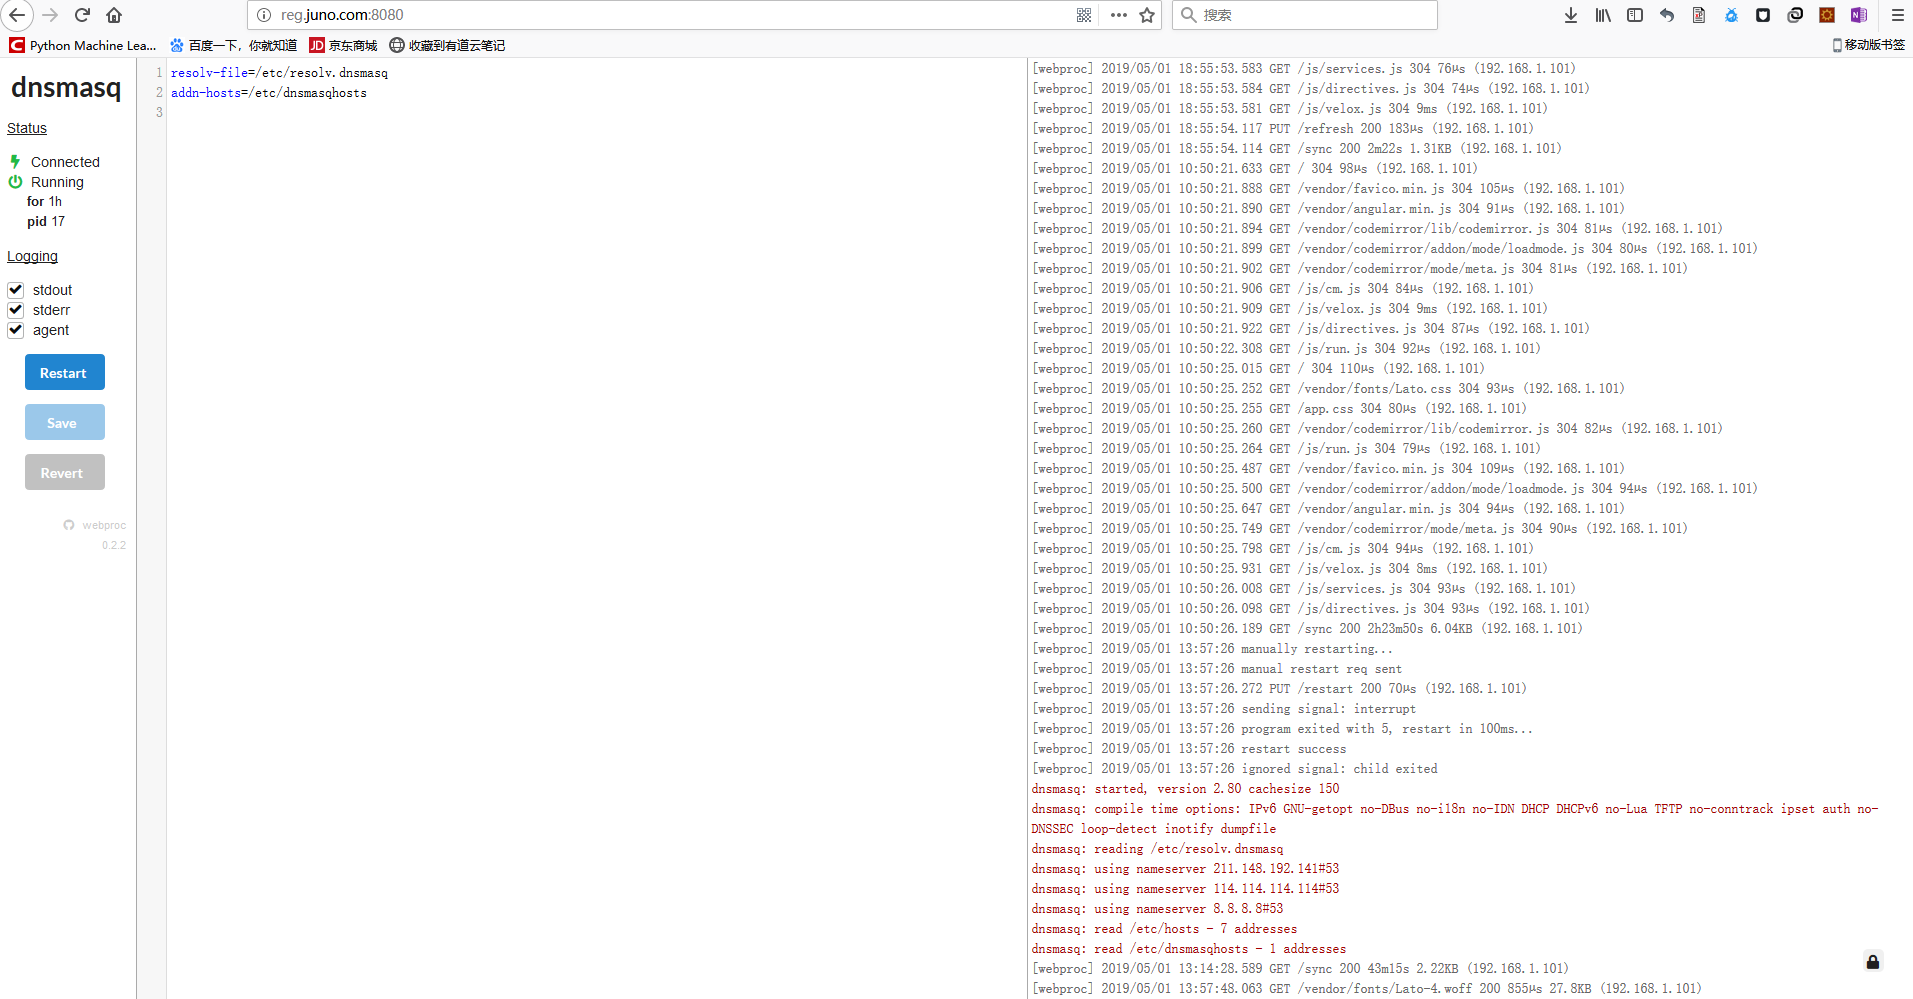 reg.juno.com:8080
搜索
Python Machine Lea...
百度一下，你就知道
JD 京东商城
收藏到有道云笔记
移动版书签
dnsmasq
Status
Connected
Running
for 1h
pid 17
Logging
stdout
stderr
agent
Restart
Save
Revert
webproc
0.2.2
1 resolv-file=/etc/resolv.dnsmasq
2 addn-hosts=/etc/dnsmasqhosts
3
[webproc] 2019/05/01 18:55:53.583 GET /js/services.js 304 76µs (192.168.1.101)
[webproc] 2019/05/01 18:55:53.584 GET /js/directives.js 304 74µs (192.168.1.101)
[webproc] 2019/05/01 18:55:53.581 GET /js/velox.js 304 9ms (192.168.1.101)
[webproc] 2019/05/01 18:55:54.117 PUT /refresh 200 183µs (192.168.1.101)
[webproc] 2019/05/01 18:55:54.114 GET /sync 200 2m22s 1.31KB (192.168.1.101)
[webproc] 2019/05/01 10:50:21.633 GET / 304 98µs (192.168.1.101)
[webproc] 2019/05/01 10:50:21.888 GET /vendor/favico.min.js 304 105µs (192.168.1.101)
[webproc] 2019/05/01 10:50:21.890 GET /vendor/angular.min.js 304 91µs (192.168.1.101)
[webproc] 2019/05/01 10:50:21.894 GET /vendor/codemirror/lib/codemirror.js 304 81µs (192.168.1.101)
[webproc] 2019/05/01 10:50:21.899 GET /vendor/codemirror/addon/mode/loadmode.js 304 80µs (192.168.1.101)
[webproc] 2019/05/01 10:50:21.902 GET /vendor/codemirror/mode/meta.js 304 81µs (192.168.1.101)
[webproc] 2019/05/01 10:50:21.906 GET /js/cm.js 304 84µs (192.168.1.101)
[webproc] 2019/05/01 10:50:21.909 GET /js/velox.js 304 9ms (192.168.1.101)
[webproc] 2019/05/01 10:50:21.922 GET /js/directives.js 304 87µs (192.168.1.101)
[webproc] 2019/05/01 10:50:22.308 GET /js/run.js 304 92µs (192.168.1.101)
[webproc] 2019/05/01 10:50:25.015 GET / 304 110µs (192.168.1.101)
[webproc] 2019/05/01 10:50:25.252 GET /vendor/fonts/Lato.css 304 93µs (192.168.1.101)
[webproc] 2019/05/01 10:50:25.255 GET /app.css 304 80µs (192.168.1.101)
[webproc] 2019/05/01 10:50:25.260 GET /vendor/codemirror/lib/codemirror.js 304 82µs (192.168.1.101)
[webproc] 2019/05/01 10:50:25.264 GET /js/run.js 304 79µs (192.168.1.101)
[webproc] 2019/05/01 10:50:25.487 GET /vendor/favico.min.js 304 109µs (192.168.1.101)
[webproc] 2019/05/01 10:50:25.500 GET /vendor/codemirror/addon/mode/loadmode.js 304 94µs (192.168.1.101)
[webproc] 2019/05/01 10:50:25.647 GET /vendor/angular.min.js 304 94µs (192.168.1.101)
[webproc] 2019/05/01 10:50:25.749 GET /vendor/codemirror/mode/meta.js 304 90µs (192.168.1.101)
[webproc] 2019/05/01 10:50:25.798 GET /js/cm.js 304 94µs (192.168.1.101)
[webproc] 2019/05/01 10:50:25.931 GET /js/velox.js 304 8ms (192.168.1.101)
[webproc] 2019/05/01 10:50:26.008 GET /js/services.js 304 93µs (192.168.1.101)
[webproc] 2019/05/01 10:50:26.098 GET /js/directives.js 304 93µs (192.168.1.101)
[webproc] 2019/05/01 10:50:26.189 GET /sync 200 2h23m50s 6.04KB (192.168.1.101)
[webproc] 2019/05/01 13:57:26 manually restarting...
[webproc] 2019/05/01 13:57:26 manual restart req sent
[webproc] 2019/05/01 13:57:26.272 PUT /restart 200 70µs (192.168.1.101)
[webproc] 2019/05/01 13:57:26 sending signal: interrupt
[webproc] 2019/05/01 13:57:26 program exited with 5, restart in 100ms...
[webproc] 2019/05/01 13:57:26 restart success
[webproc] 2019/05/01 13:57:26 ignored signal: child exited
dnsmasq: started, version 2.80 cachesize 150
dnsmasq: compile time options: IPv6 GNU-getopt no-DBus no-i18n no-IDN DHCP DHCPv6 no-Lua TFTP no-conntrack ipset auth no-
DNSSEC loop-detect inotify dumpfile
dnsmasq: reading /etc/resolv.dnsmasq
dnsmasq: using nameserver 211.148.192.141#53
dnsmasq: using nameserver 114.114.114.114#53
dnsmasq: using nameserver 8.8.8.8#53
dnsmasq: read /etc/hosts - 7 addresses
dnsmasq: read /etc/dnsmasqhosts - 1 addresses
[webproc] 2019/05/01 13:14:28.589 GET /sync 200 43m15s 2.22KB (192.168.1.101)
[webproc] 2019/05/01 13:57:48.063 GET /vendor/fonts/Lato-4.woff 200 855µs 27.8KB (192.168.1.101)